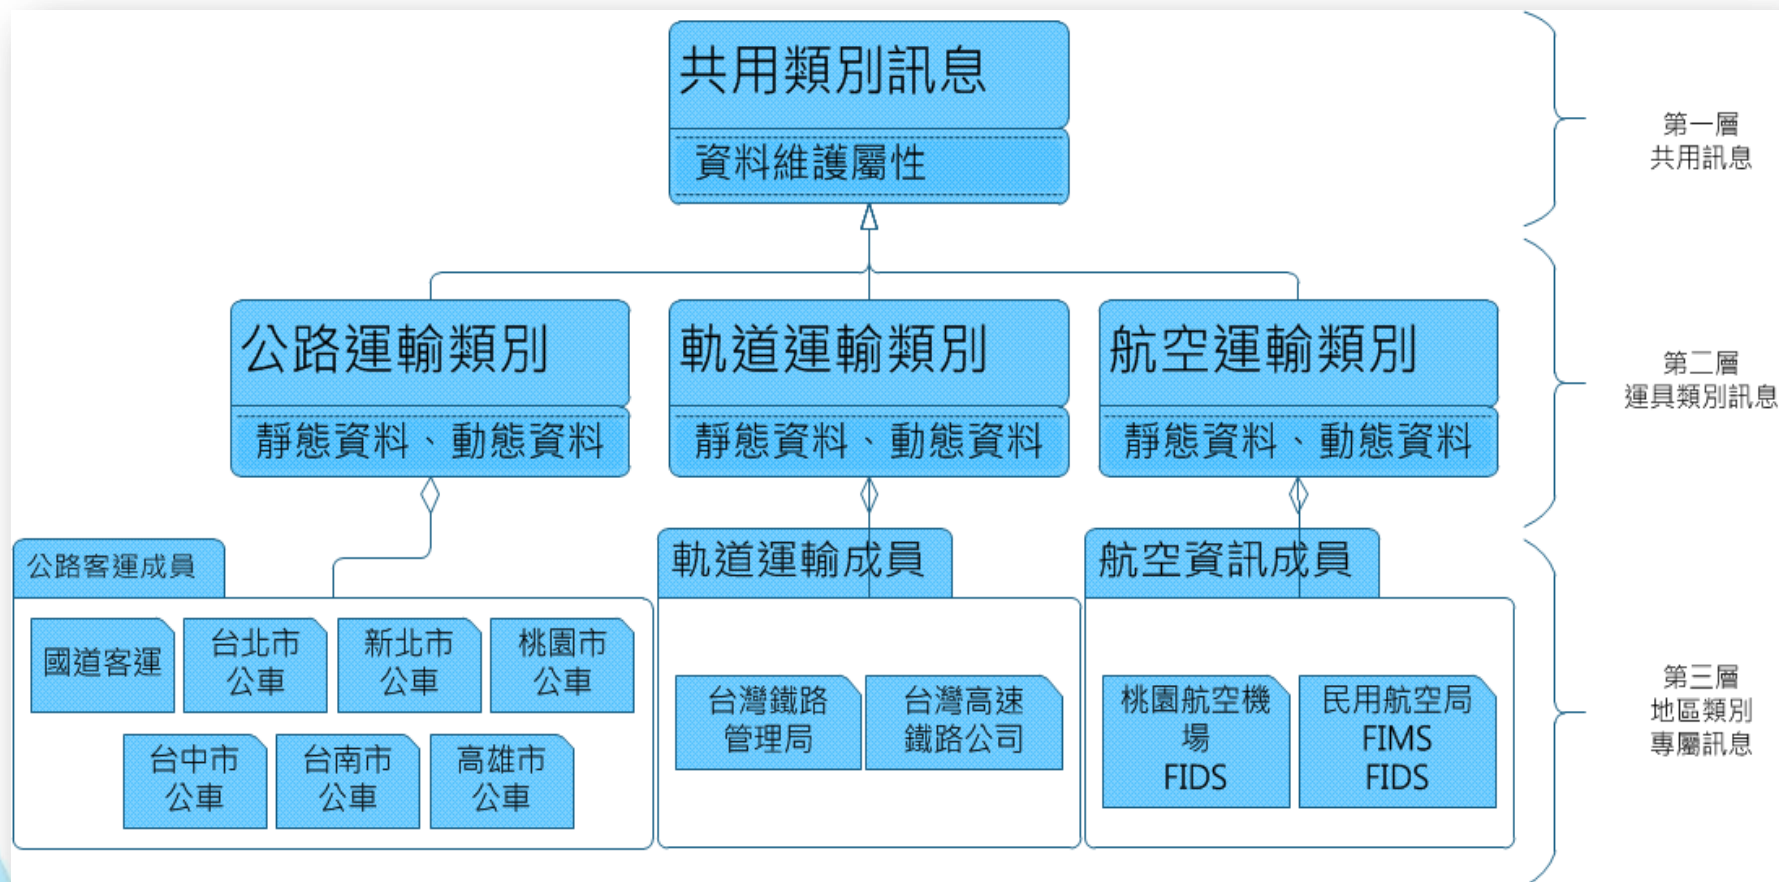 共用類別訊息
資料維護屬性
第一層
共用訊息
公路運輸類別
靜態資料、動態資料
軌道運輸類別
靜態資料、動態資料
航空運輸類別
靜態資料、動態資料
第二層
運具類別訊息
公路客運成員
國道客運
台北市
公車
新北市
公車
桃園市
公車
台中市
公車
台南市
公車
高雄市
公車
軌道運輸成員
台灣鐵路
管理局
台灣高速
鐵路公司
航空資訊成員
桃園航空機
場
FIDS
民用航空局
FIMS
FIDS
第三層
地區類別
專屬訊息